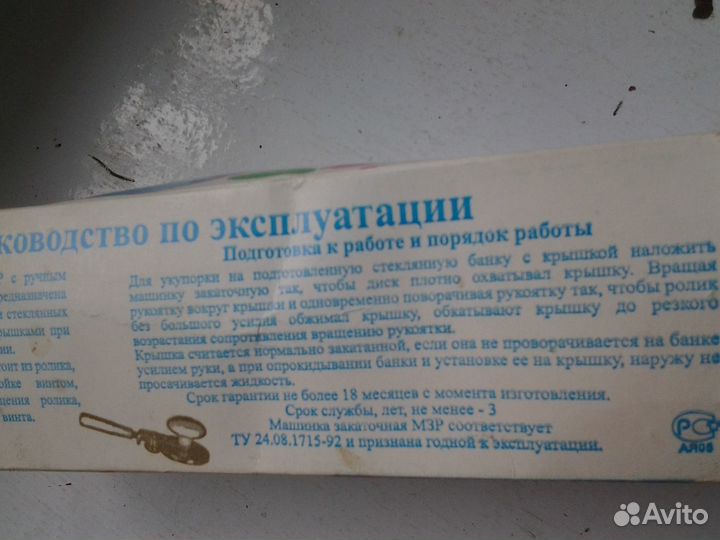 ководство по эксплуатации
Подготовка к работе и порядок работы
Р с ручным
редназначена
и стеклянных
рышками при
ии.
тоит из ролика,
ойке винтом,
щения ролика,
винта.
Для укупорки на подготовленную стеклянную банку с крышкой наложить
машинку закаточную так, чтобы диск плотно охватывал крышку. Вращая
рукоятку вокруг крышки и одновременно поворачивая рукоятку так, чтобы ролик
без большого усилия обжимал крышку, обкатывают крышку до резкого
возрастания сопротивления вращению рукоятки.
Крышка считается нормально закатанной, если она не проворачивается на банке
усилием руки, а при опрокидывании банки и установке ее на крышку, наружу не
просачивается жидкость.
Срок гарантии не более 18 месяцев с момента изготовления.
Срок службы, лет, не менее - 3
Машинка закаточная МЗР соответствует
ТУ 24.08.1715-92 и признана годной к эксплуатации.
РС
АЯ06
Avito